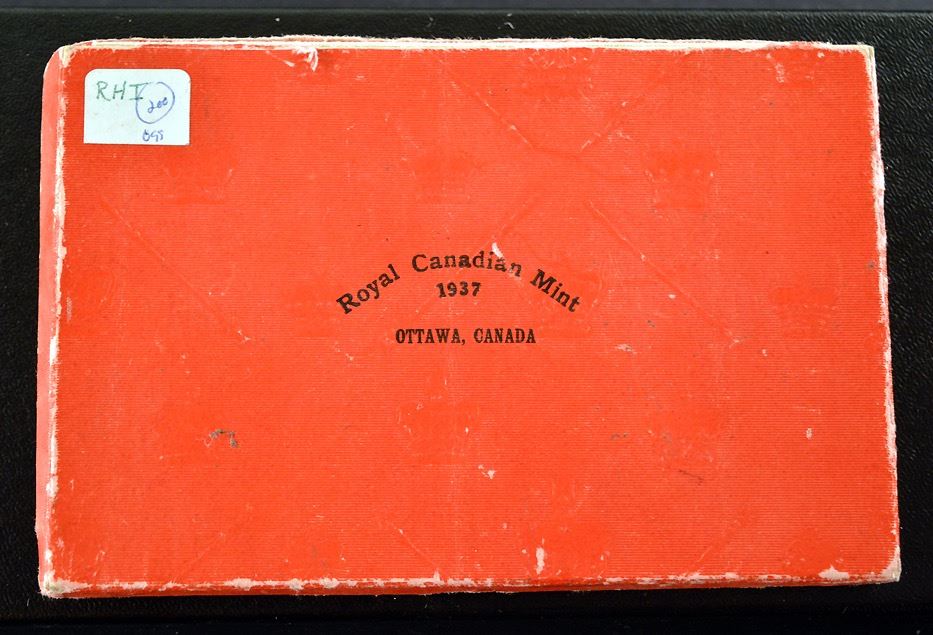 RHI
200
Royal Canadian Mint
1937
OTTAWA, CANADA